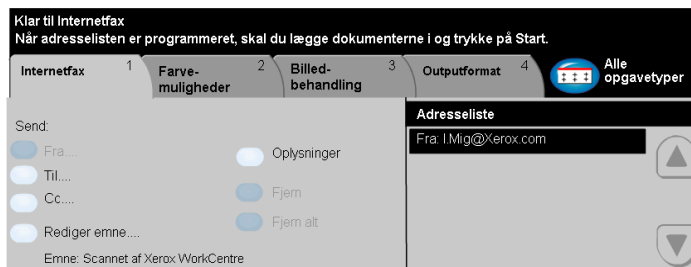 Klar til Internetfax
Når adresselisten er programmeret, skal du lægge dokumenterne i og trykke på Start.
Internetfax 1
Farve-
muligheder 2
Billed-
behandling 3
Outputformat 4
Alle
opgavetyper
Send:
Fra....
Til....
Cc....
Rediger emne....
Emne: Scannet af Xerox WorkCentre
Oplysninger
Fjern
Fjern alt
Adresseliste
Fra: I.Mig@Xerox.com